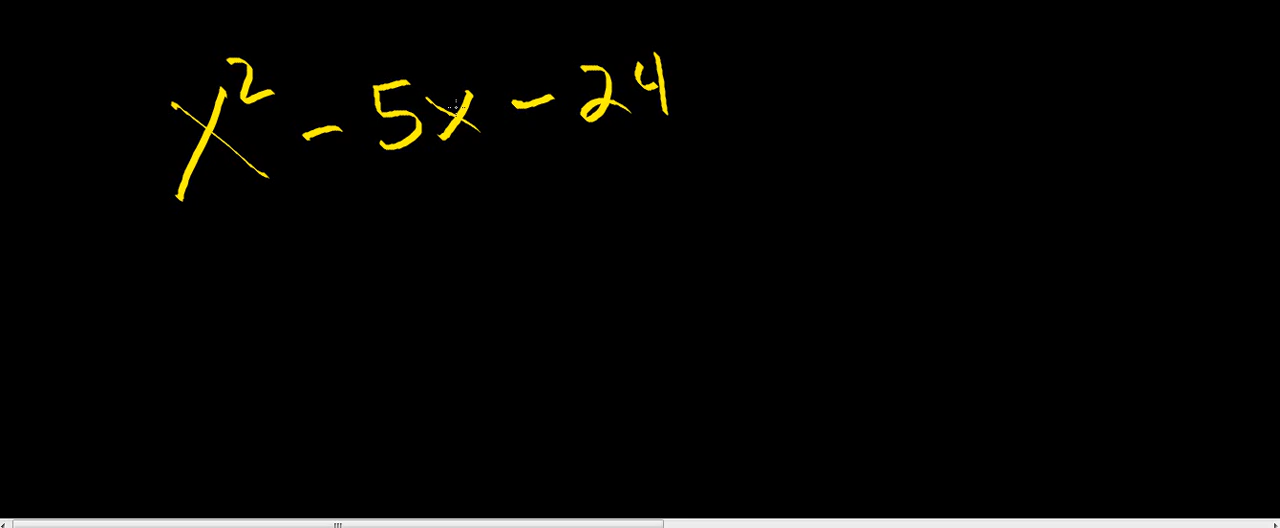 x² - 5x - 24